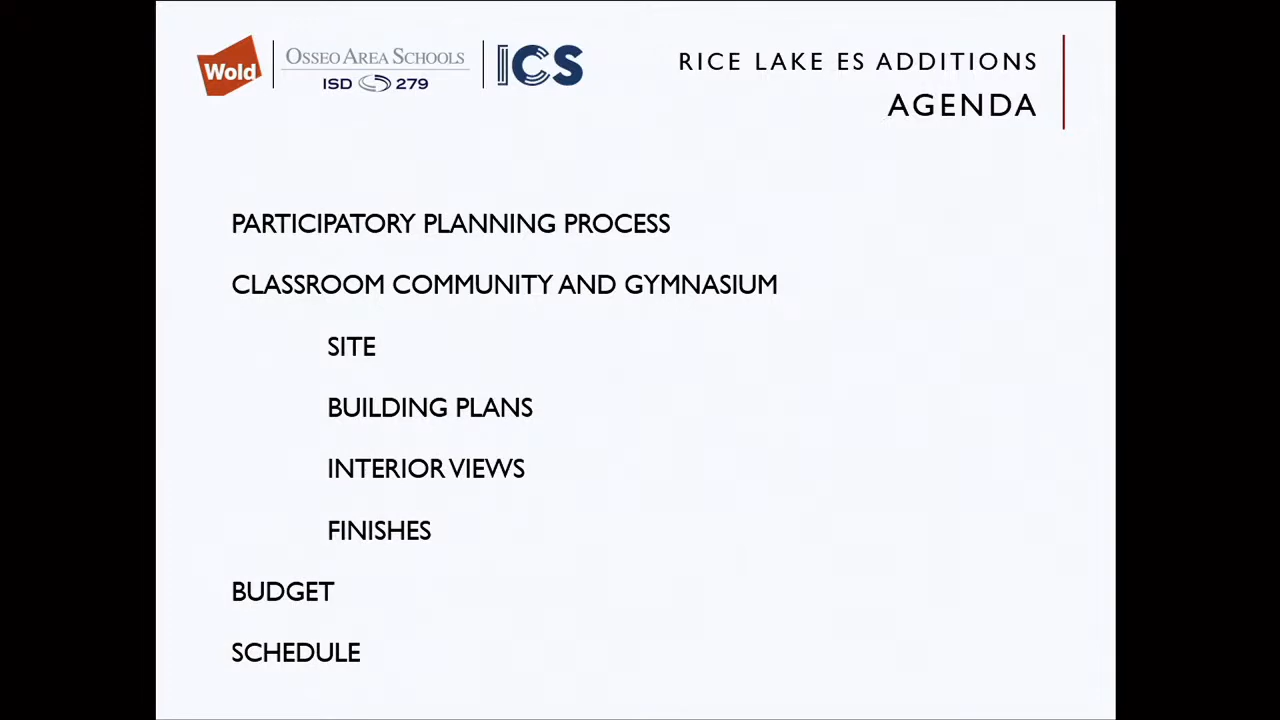 Wold
OSSEO AREA SCHOOLS
ISD 279
ICS
RICE LAKE ES ADDITIONS
AGENDA
PARTICIPATORY PLANNING PROCESS
CLASSROOM COMMUNITY AND GYMNASIUM
SITE
BUILDING PLANS
INTERIOR VIEWS
FINISHES
BUDGET
SCHEDULE